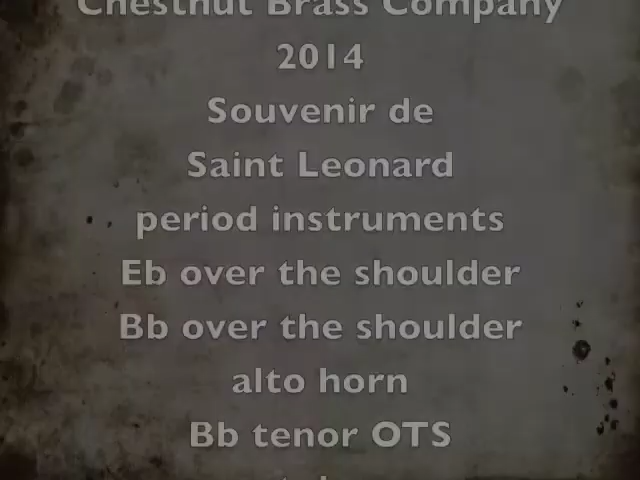 Chestnut Brass Company
2014
Souvenir de
Saint Leonard
period instruments
Eb over the shoulder
Bb over the shoulder
alto horn
Bb tenor OTS